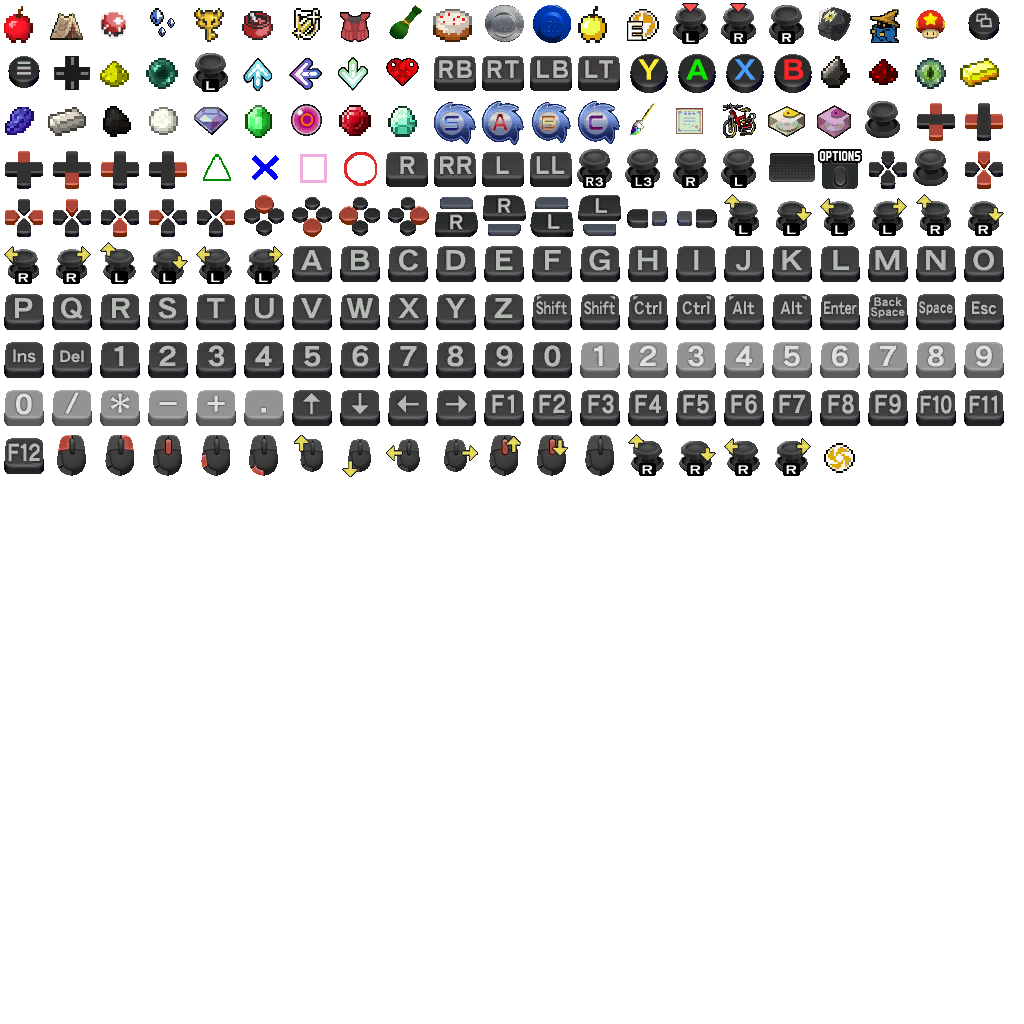 E L R R
L RB RT LB LT Y A X B
S A B C
R RR L LL R3 L3 R L OPTIONS
R R L L L L L L R R
R R L L L L A B C D E F G H I J K L M N O
P Q R S T U V W X Y Z Shift Shift Ctrl Ctrl Alt Alt Enter Back Space Space Esc
Ins Del 1 2 3 4 5 6 7 8 9 0 1 2 3 4 5 6 7 8 9
0 / * − + . ↑ ↓ ← → F1 F2 F3 F4 F5 F6 F7 F8 F9 F10 F11
F12 R R R R